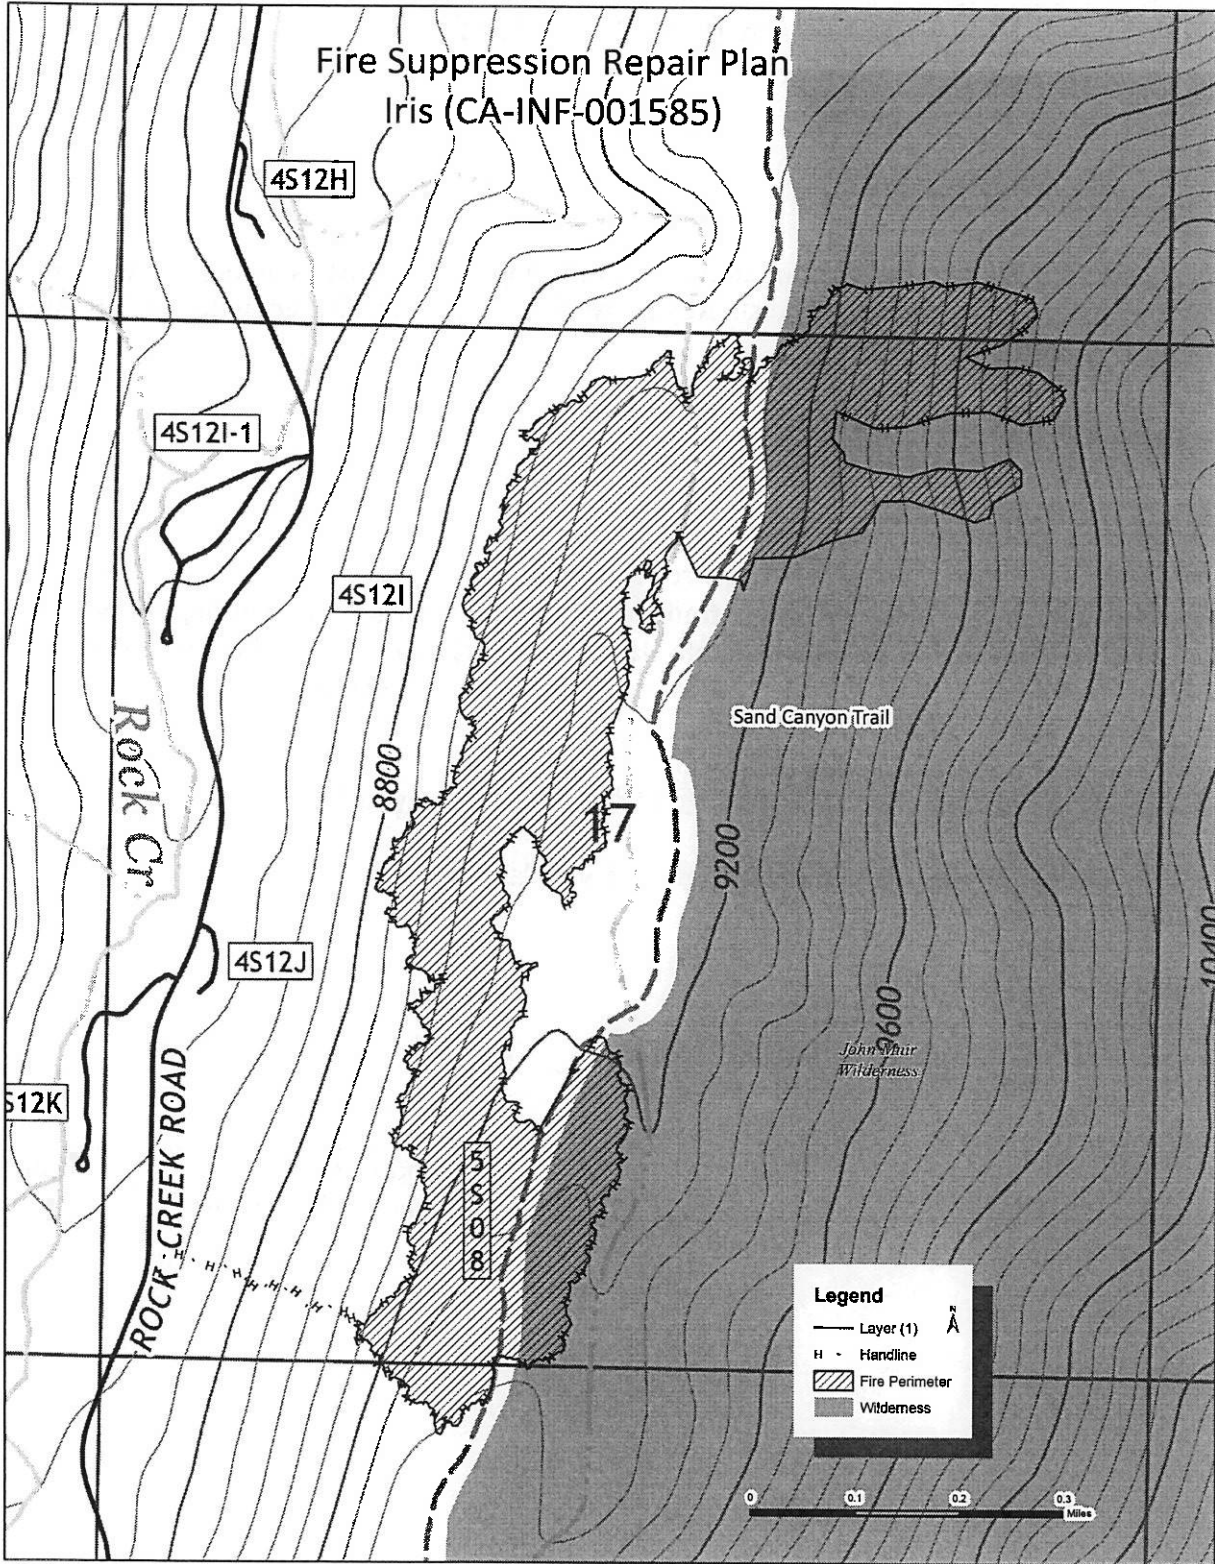 Fire Suppression Repair Plan
Iris (CA-INF-001585)
4S12H
4S12I-1
4S12I
Rock Cr
8800
Sand Canyon Trail
17
9200
4S12J
10400
9600
John Muir
Wilderness
S12K
ROCK CREEK ROAD
5S08
H H H H H H
Legend
N
Layer (1)
H - Handline
Fire Perimeter
Wilderness
0 0.1 0.2 0.3
Miles